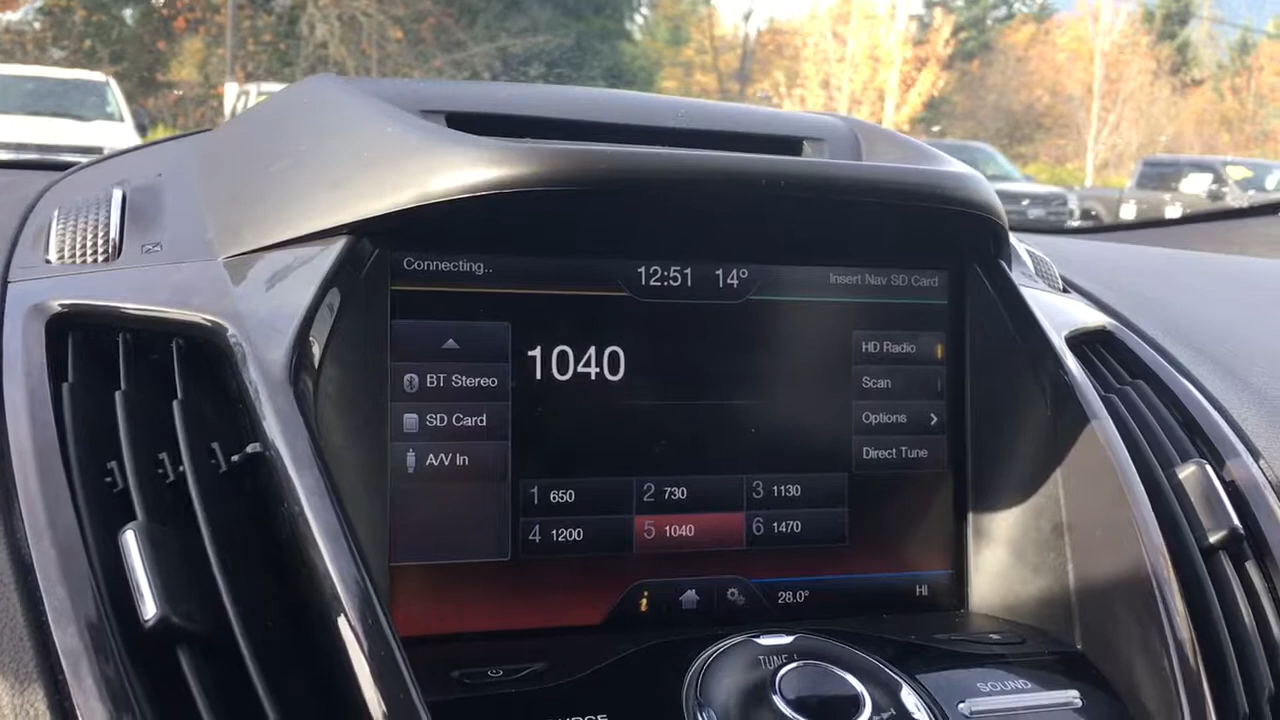 Connecting..
12:51 14°
Insert Nav SD Card
BT Stereo
SD Card
A/V In
1040
HD Radio
Scan
Options
Direct Tune
1 650
2 730
3 1130
4 1200
5 1040
6 1470
i
28.0°
HI
TUNE
SOUND